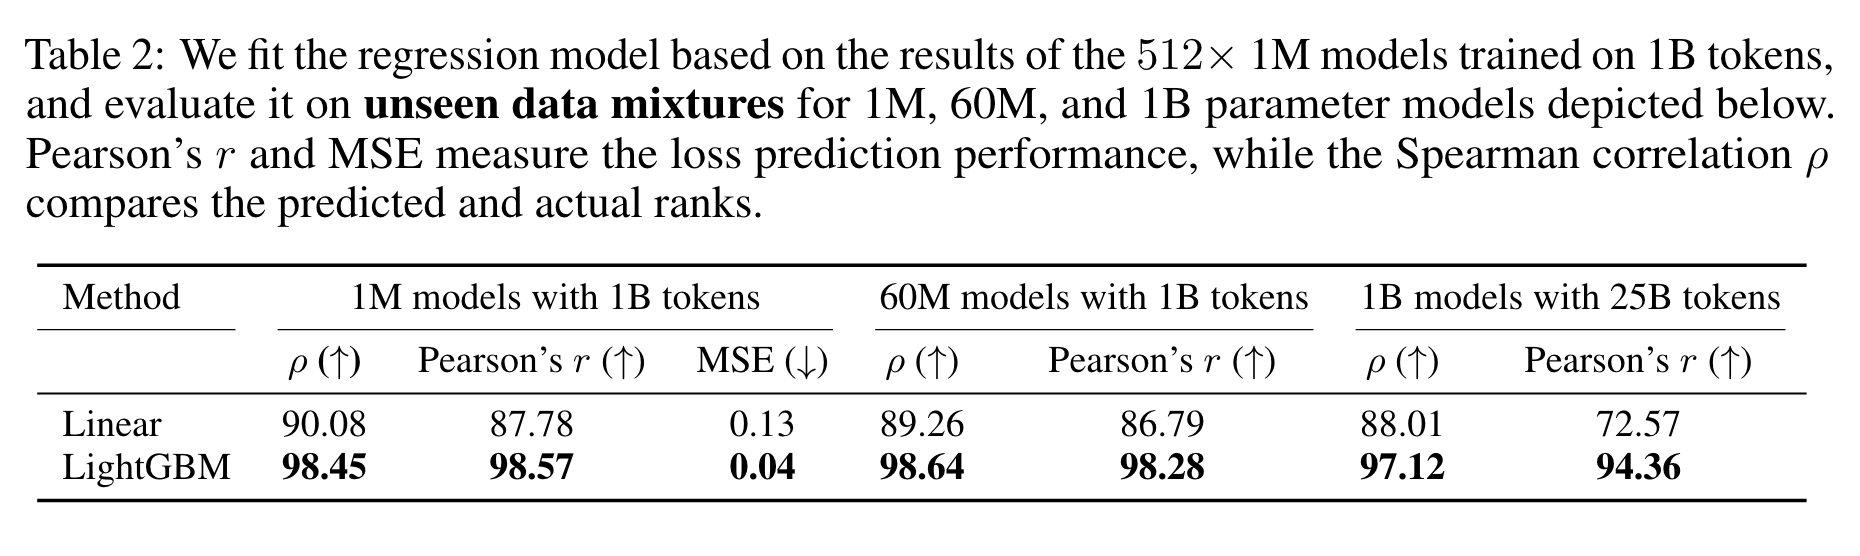 Table 2: We fit the regression model based on the results of the 512× 1M models trained on 1B tokens,
and evaluate it on unseen data mixtures for 1M, 60M, and 1B parameter models depicted below.
Pearson's r and MSE measure the loss prediction performance, while the Spearman correlation ρ
compares the predicted and actual ranks.
Method 1M models with 1B tokens 60M models with 1B tokens 1B models with 25B tokens
ρ (↑) Pearson's r (↑) MSE (↓) ρ (↑) Pearson's r (↑) ρ (↑) Pearson's r (↑)
Linear 90.08 87.78 0.13 89.26 86.79 88.01 72.57
LightGBM 98.45 98.57 0.04 98.64 98.28 97.12 94.36